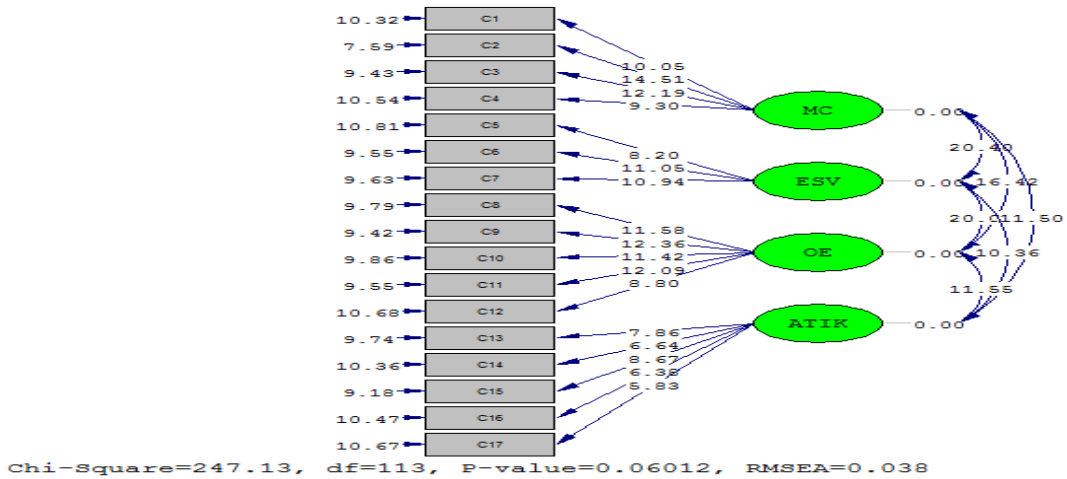 10.32 C1
7.59 C2
9.43 C3
10.54 C4
10.81 C5
9.55 C6
9.63 C7
9.79 C8
9.42 C9
9.86 C10
9.55 C11
10.68 C12
9.74 C13
10.36 C14
9.18 C15
10.47 C16
10.67 C17
10.05
14.51
12.19
9.30
8.20
11.05
10.94
11.58
12.36
11.42
12.09
8.80
7.86
6.64
8.67
6.38
5.83
MC 0.00
ESV 0.00
OE 0.00
ATIK 0.00
20.40
16.42
11.50
10.36
11.55
Chi-Square=247.13, df=113, P-value=0.06012, RMSEA=0.038